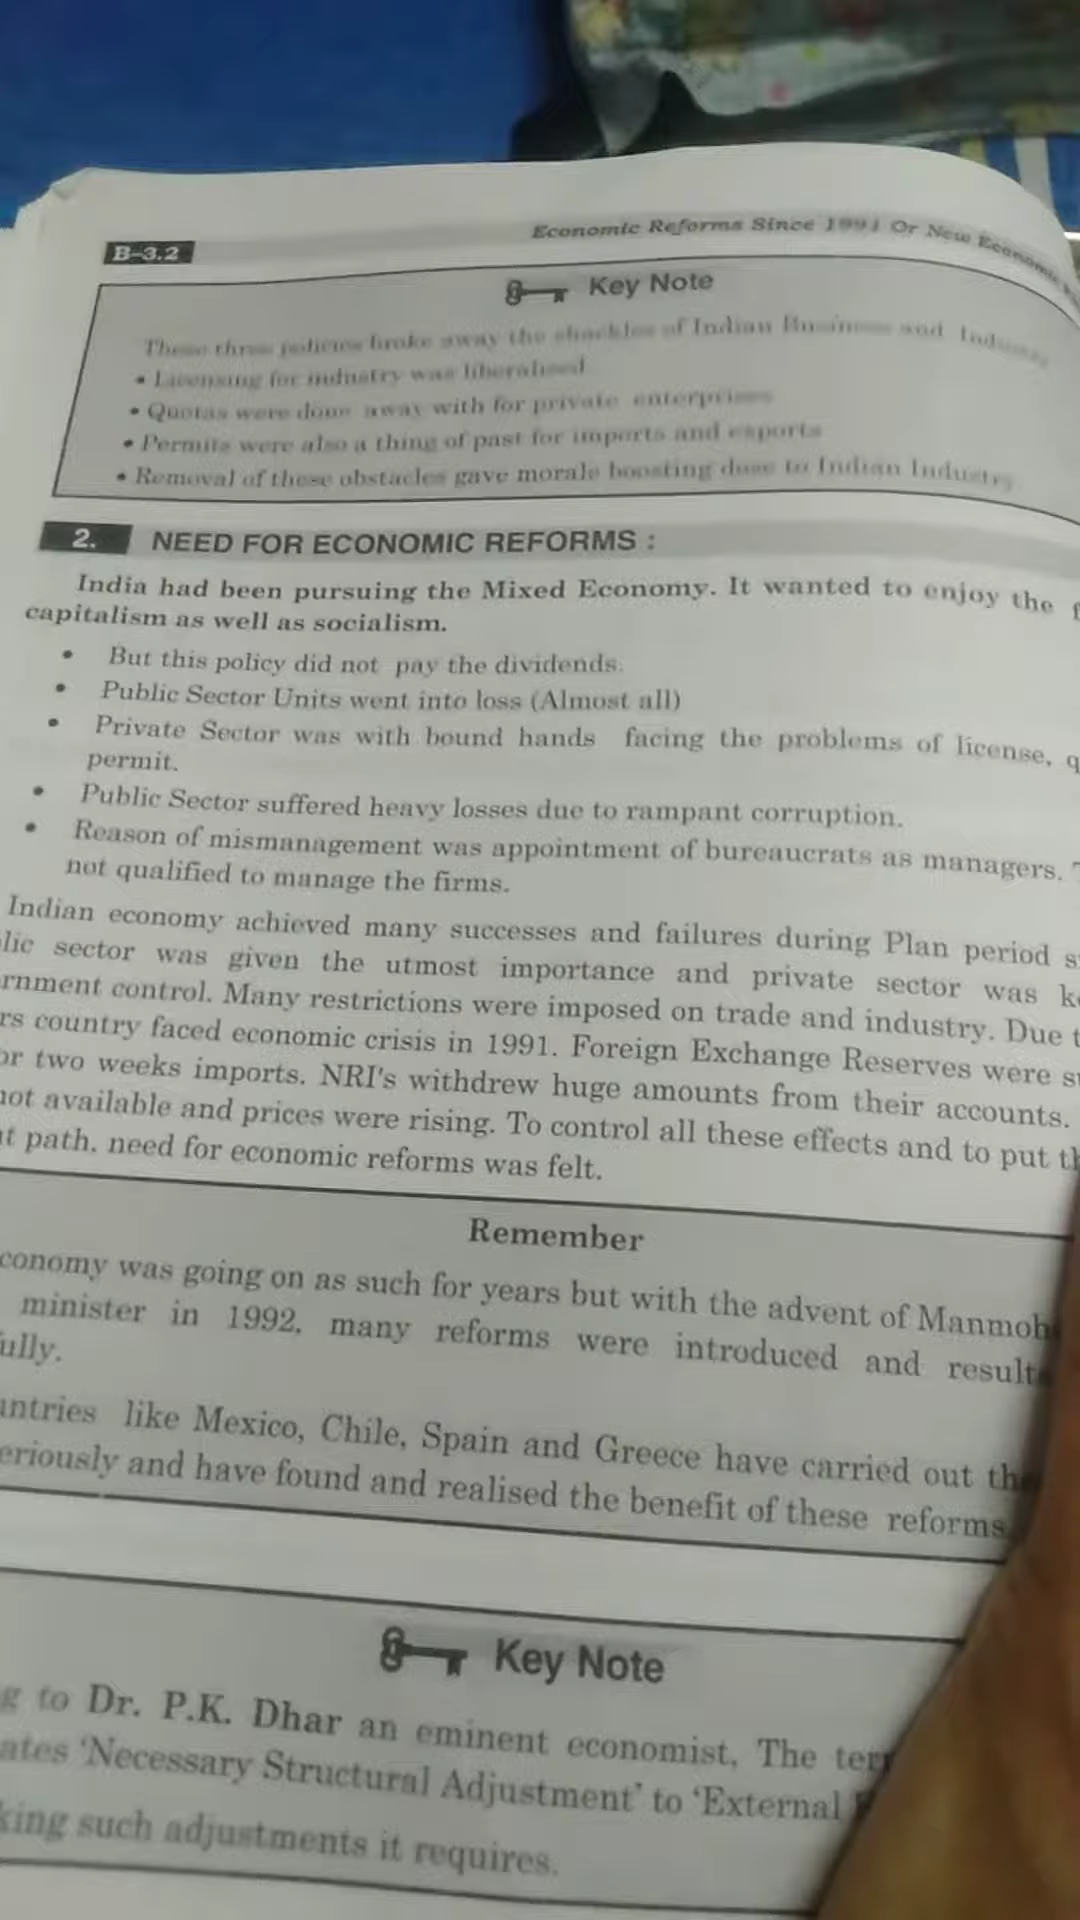 Economic Reforms Since 1991 Or New Economic
B-3.2
Key Note
These three policies broke away the shackles of Indian Business and Industry
• Licensing for industry was liberalised
• Quotas were done away with for private enterprises
• Permits were also a thing of past for imports and exports
• Removal of these obstacles gave morale boosting dose to Indian Industry
2. NEED FOR ECONOMIC REFORMS :
India had been pursuing the Mixed Economy. It wanted to enjoy the
capitalism as well as socialism.
• But this policy did not pay the dividends.
• Public Sector Units went into loss (Almost all)
• Private Sector was with bound hands facing the problems of license,
permit.
• Public Sector suffered heavy losses due to rampant corruption.
• Reason of mismanagement was appointment of bureaucrats as managers.
not qualified to manage the firms.
Indian economy achieved many successes and failures during Plan period
lic sector was given the utmost importance and private sector was
rnment control. Many restrictions were imposed on trade and industry. Due
rs country faced economic crisis in 1991. Foreign Exchange Reserves were
or two weeks imports. NRI's withdrew huge amounts from their accounts.
not available and prices were rising. To control all these effects and to put
t path, need for economic reforms was felt.
Remember
conomy was going on as such for years but with the advent of Manmoh
minister in 1992, many reforms were introduced and result
fully.
untries like Mexico, Chile, Spain and Greece have carried out
eriously and have found and realised the benefit of these reforms
Key Note
g to Dr. P.K. Dhar an eminent economist, The
ates 'Necessary Structural Adjustment' to 'External
king such adjustments it requires.